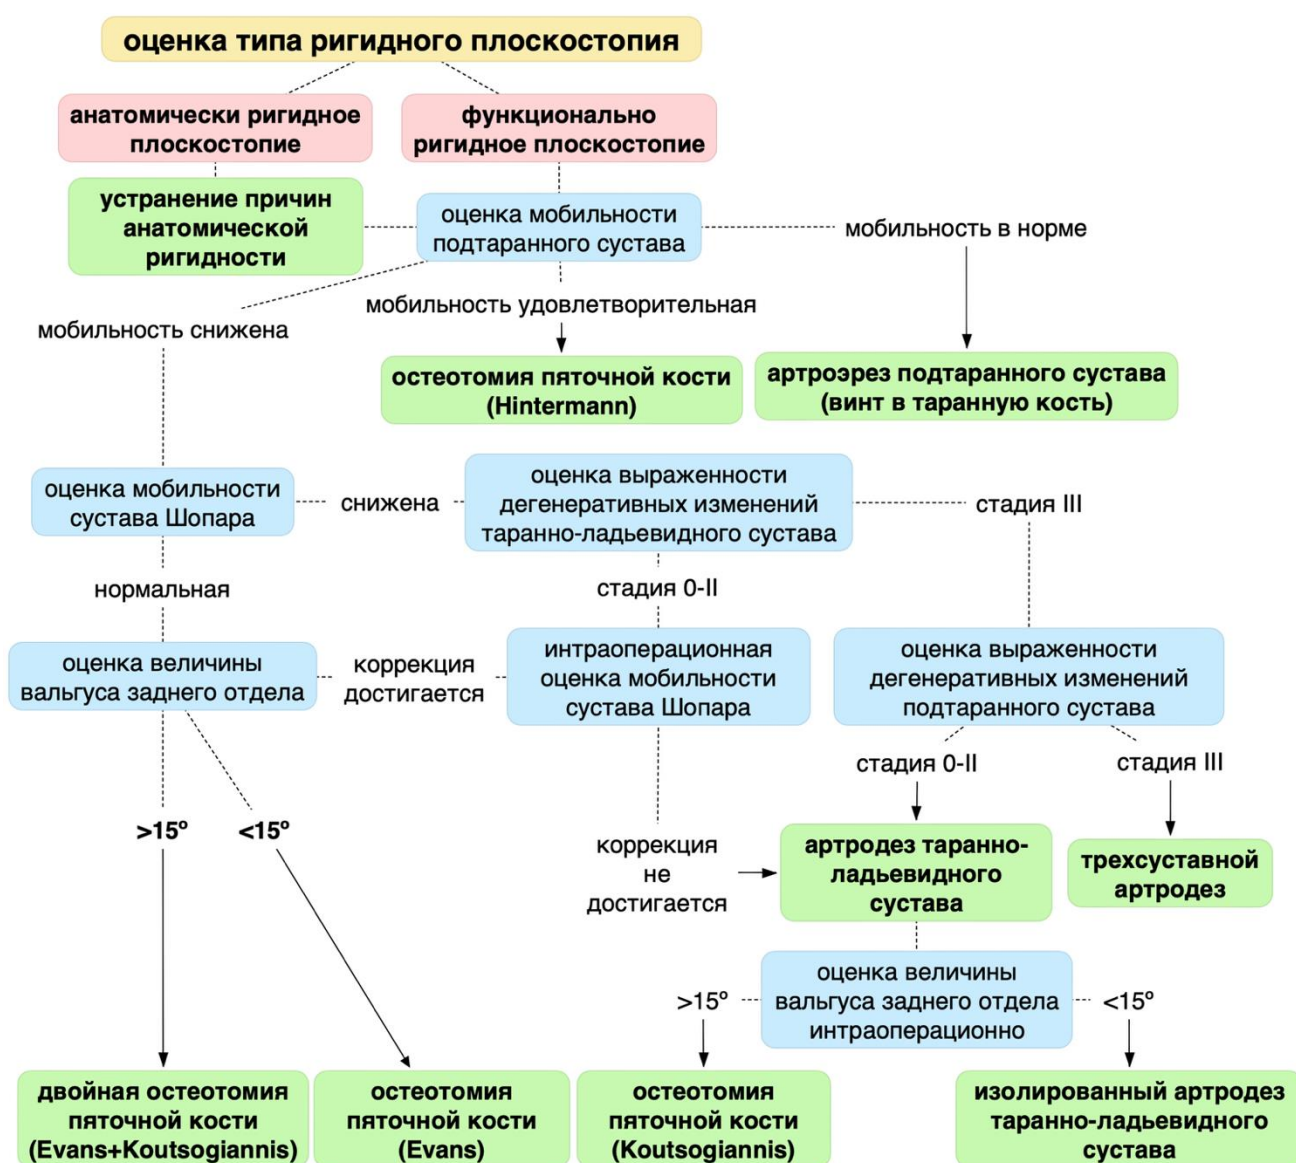 оценка типа ригидного плоскостопия
анатомически ригидное
плоскостопие
функционально
ригидное плоскостопие
устранение причин
анатомической
ригидности
оценка мобильности
подтаранного сустава
мобильность в норме
мобильность удовлетворительная
мобильность снижена
остеотомия пяточной кости
(Hintermann)
артроэрез подтаранного сустава
(винт в таранную кость)
оценка мобильности
сустава Шопара
снижена
оценка выраженности
дегенеративных изменений
таранно-ладьевидного сустава
стадия III
нормальная
стадия 0-II
оценка величины
вальгуса заднего отдела
коррекция
достигается
интраоперационная
оценка мобильности
сустава Шопара
оценка выраженности
дегенеративных изменений
подтаранного сустава
стадия 0-II
стадия III
>15º
<15º
коррекция
не
достигается
артродез таранно-
ладьевидного
сустава
трехсуставной
артродез
>15º
оценка величины
вальгуса заднего отдела
интраоперационно
<15º
двойная остеотомия
пяточной кости
(Evans+Koutsogiannis)
остеотомия
пяточной кости
(Evans)
остеотомия
пяточной кости
(Koutsogiannis)
изолированный артродез
таранно-ладьевидного
сустава